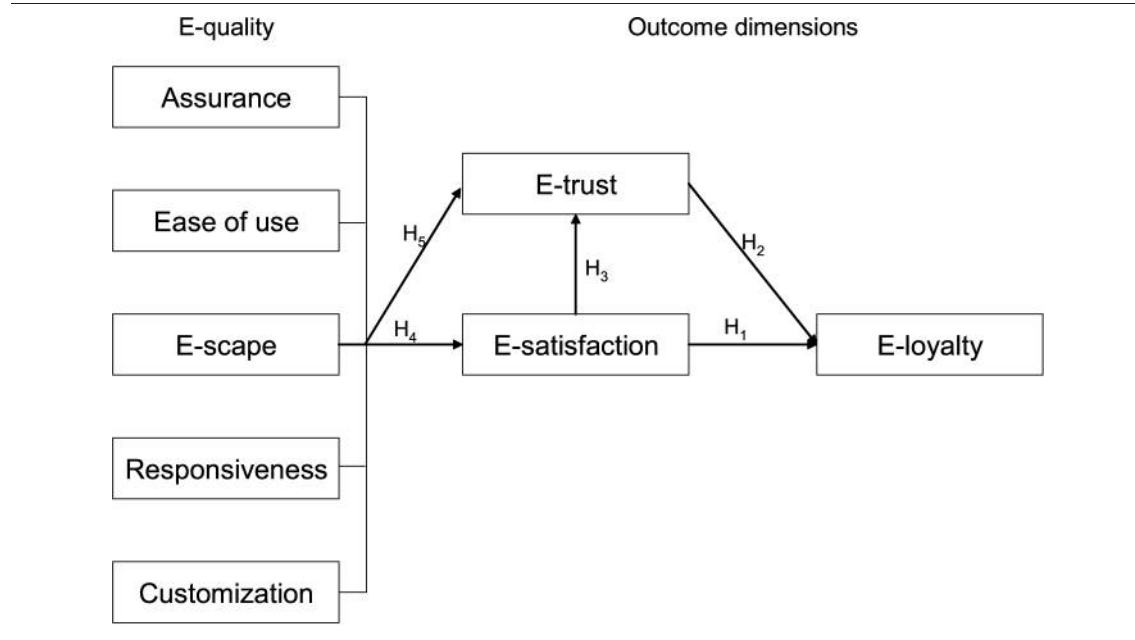 E-quality
Outcome dimensions
Assurance
Ease of use
E-scape
Responsiveness
Customization
E-trust
E-satisfaction
E-loyalty
H5
H4
H3
H2
H1